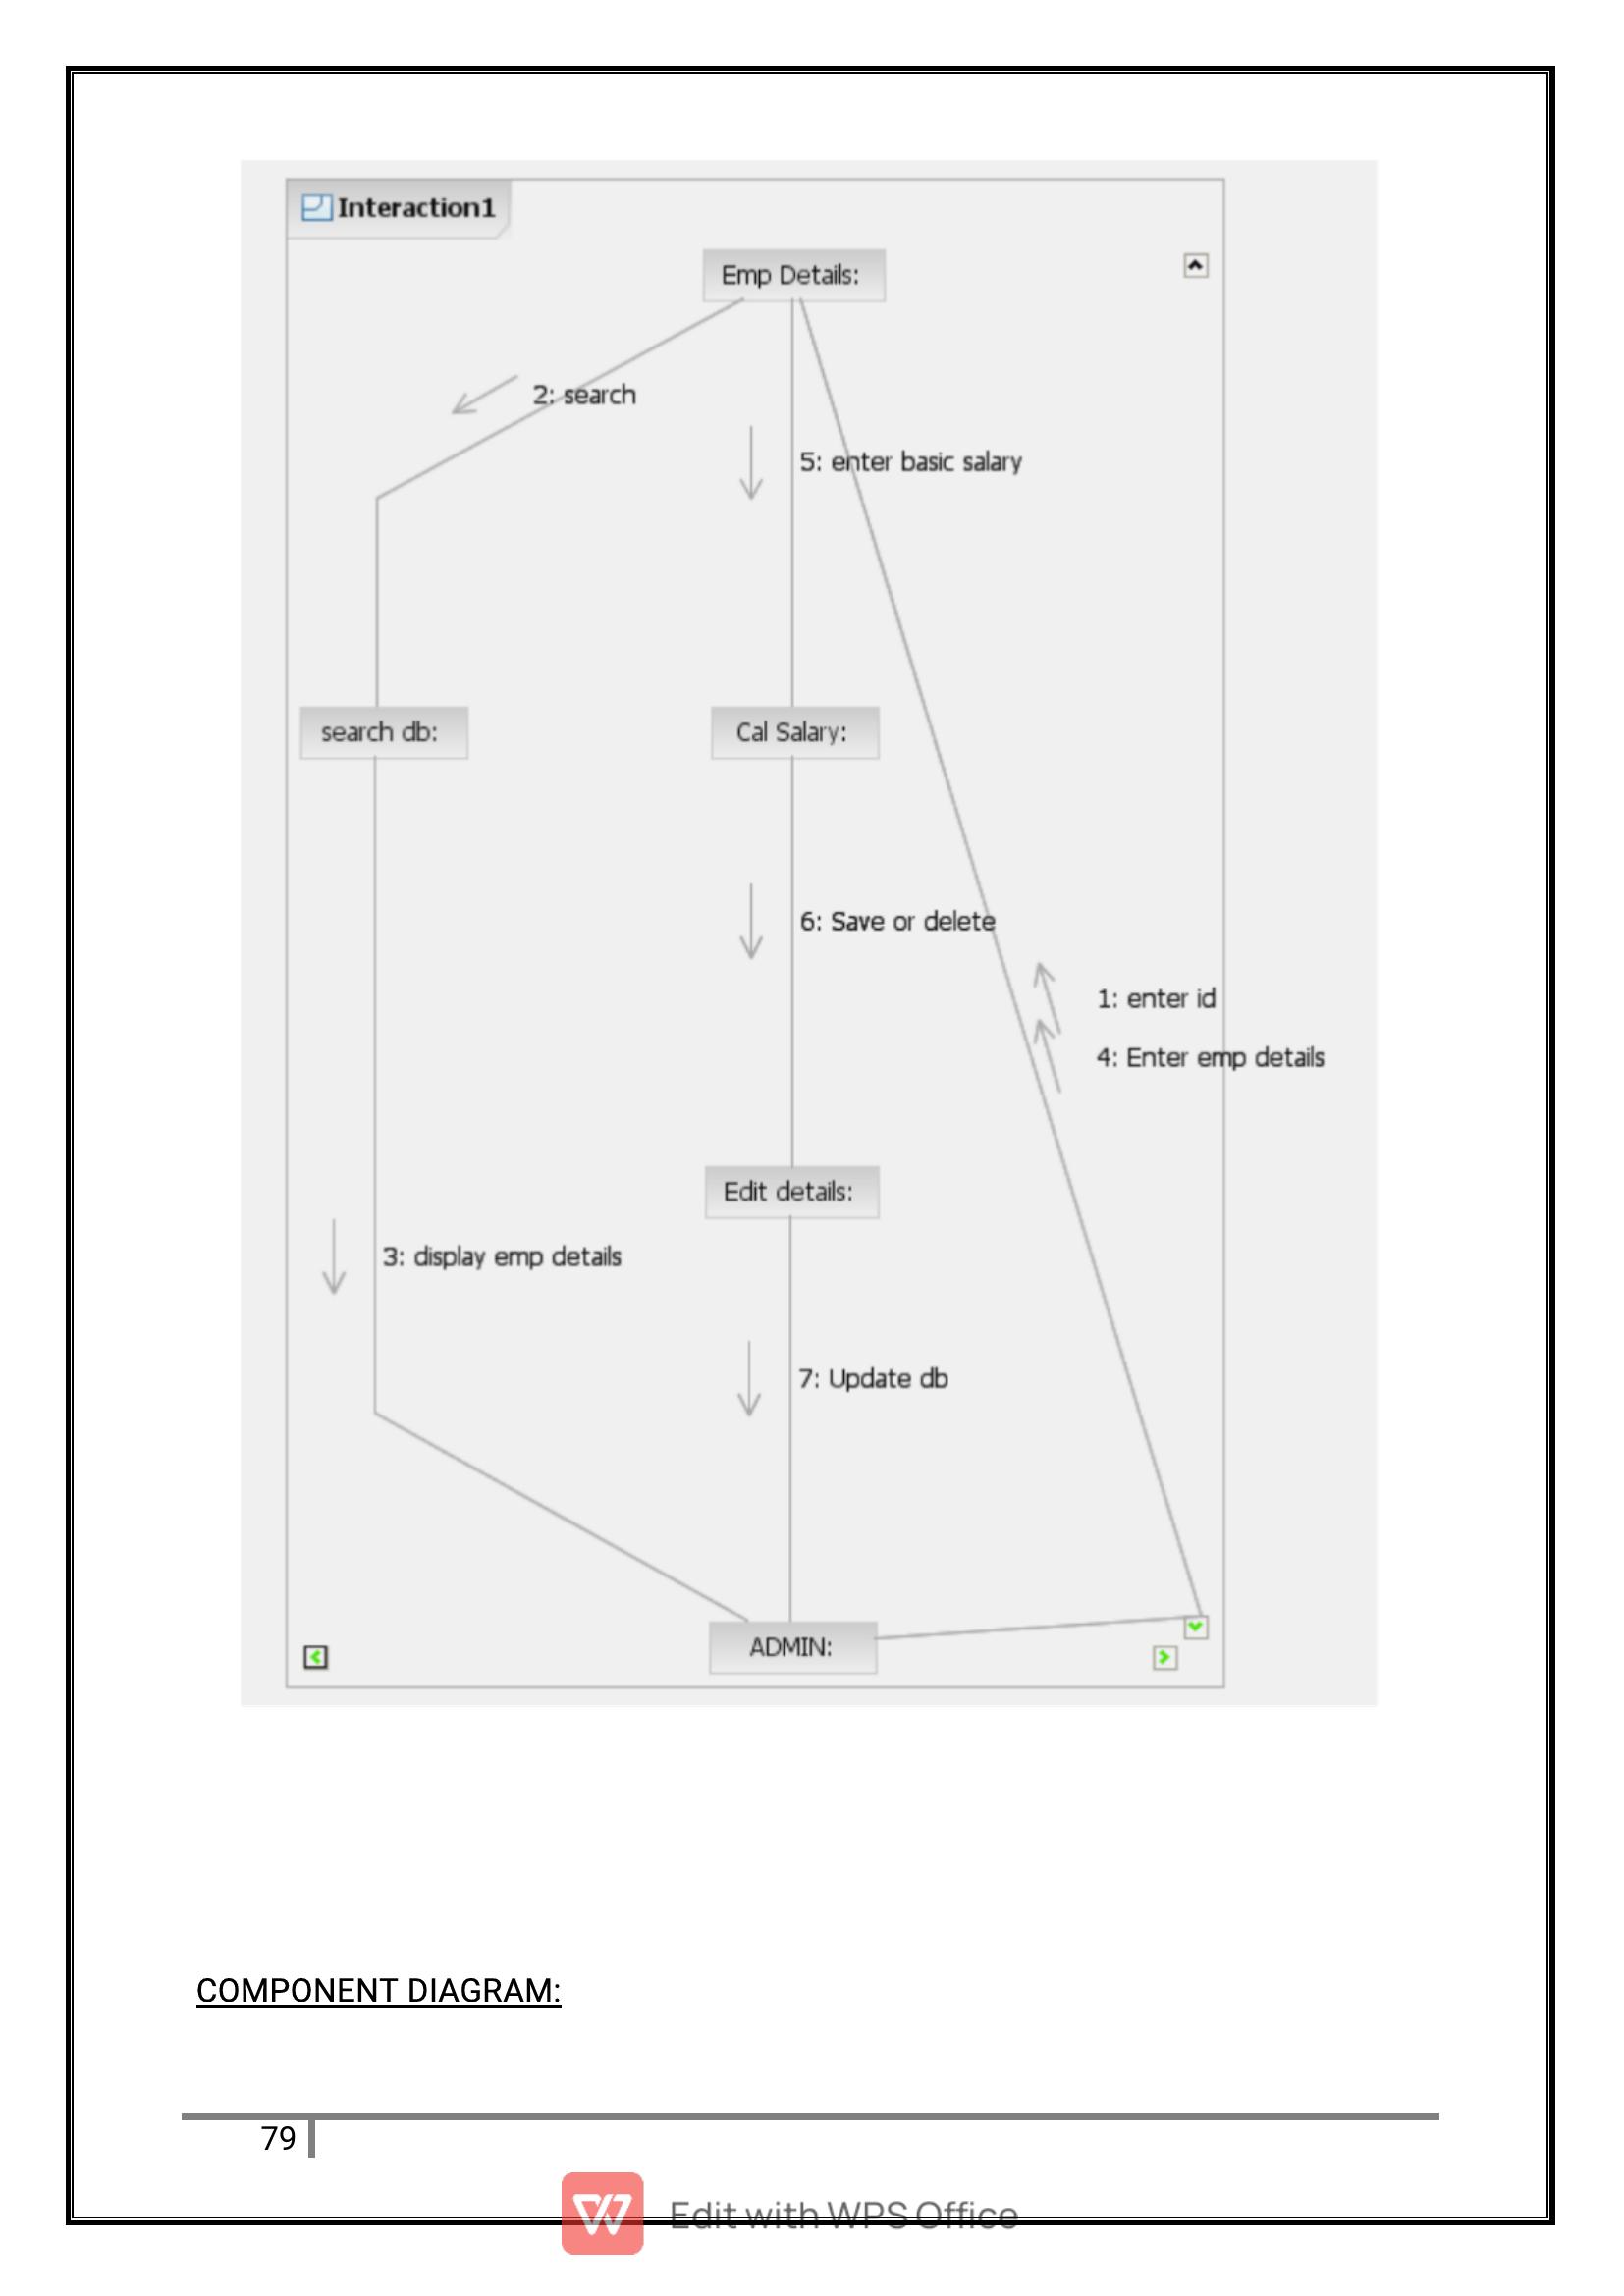 Interaction1
Emp Details:
2: search
5: enter basic salary
search db:
Cal Salary:
6: Save or delete
1: enter id
4: Enter emp details
Edit details:
3: display emp details
7: Update db
ADMIN:
COMPONENT DIAGRAM:
79
Edit with WPS Office